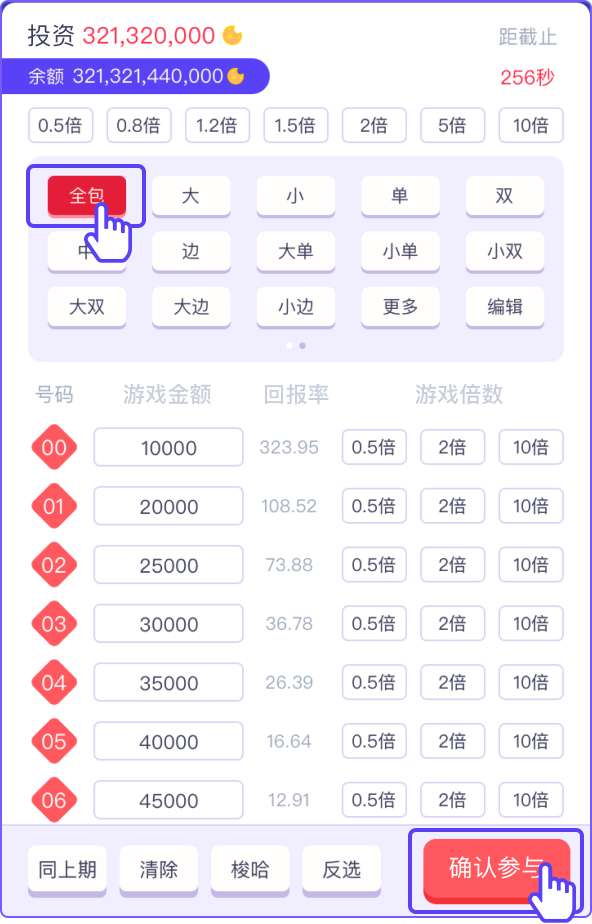 投资 321,320,000 距截止
余额 321,321,440,000 256秒
0.5倍 0.8倍 1.2倍 1.5倍 2倍 5倍 10倍
全包 大 小 单 双
中 边 大单 小单 小双
大双 大边 小边 更多 编辑
号码 游戏金额 回报率 游戏倍数
00 10000 323.95 0.5倍 2倍 10倍
01 20000 108.52 0.5倍 2倍 10倍
02 25000 73.88 0.5倍 2倍 10倍
03 30000 36.78 0.5倍 2倍 10倍
04 35000 26.39 0.5倍 2倍 10倍
05 40000 16.64 0.5倍 2倍 10倍
06 45000 12.91 0.5倍 2倍 10倍
同上期 清除 梭哈 反选 确认参与